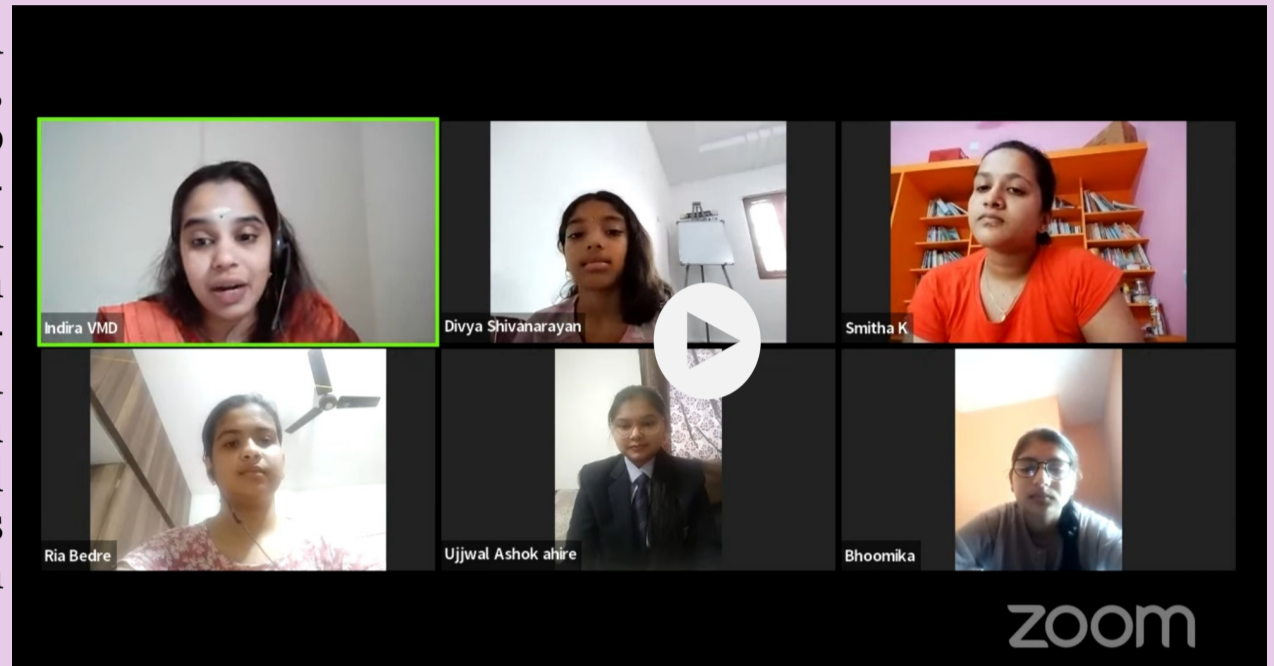 Indira VMD
Divya Shivanarayan
Smitha K
Ria Bedre
Ujjwal Ashok ahire
Bhoomika
zoom